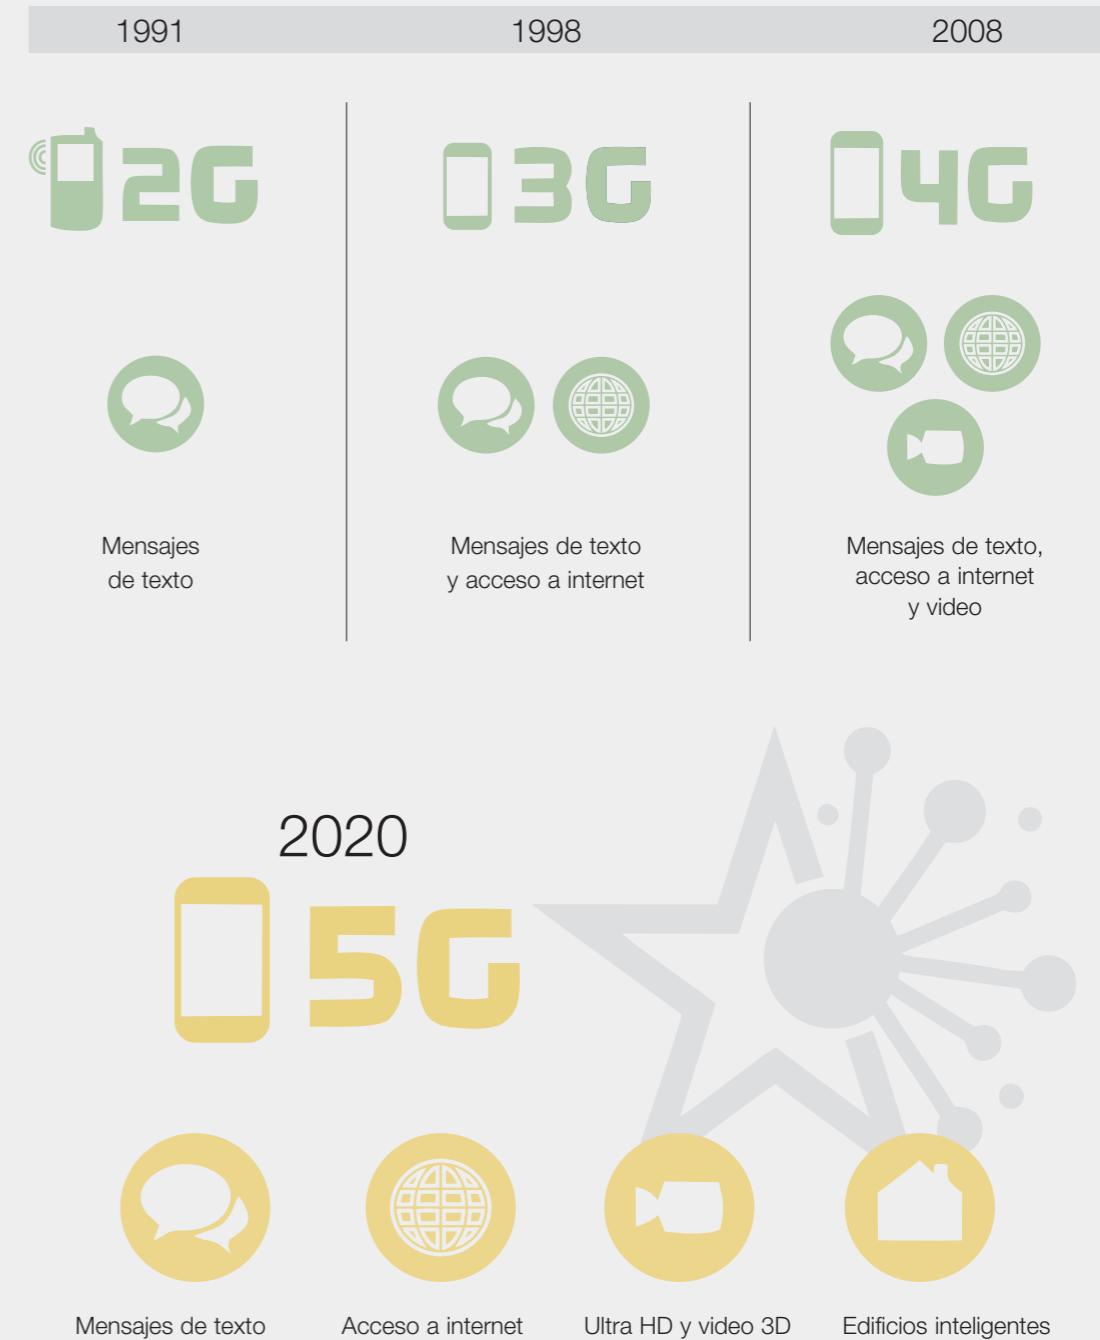 1991 1998 2008
2G 3G 4G
Mensajes
de texto
Mensajes de texto
y acceso a internet
Mensajes de texto,
acceso a internet
y video
2020
5G
Mensajes de texto
Acceso a internet
Ultra HD y video 3D
Edificios inteligentes